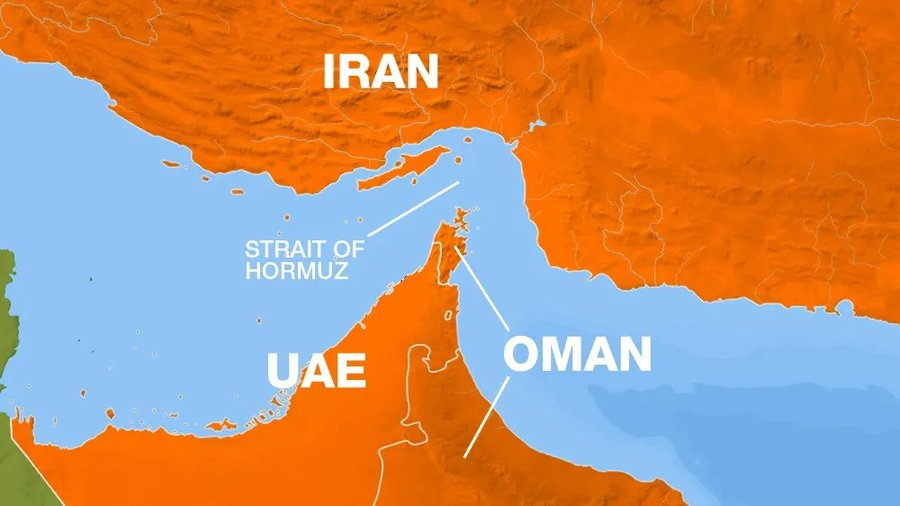 IRAN
STRAIT OF
HORMUZ
UAE
OMAN